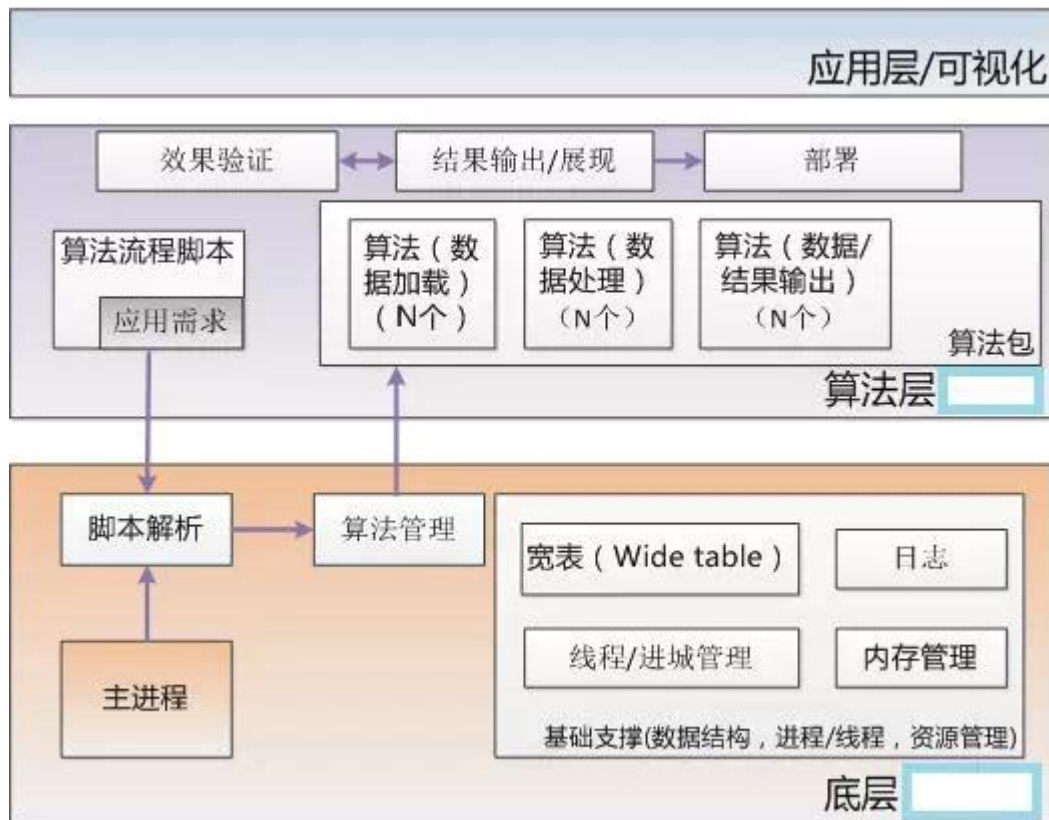 应用层/可视化
效果验证
结果输出/展现
部署
算法流程脚本
应用需求
算法（数
据加载）
（N个）
算法（数
据处理）
（N个）
算法（数据/
结果输出）
（N个）
算法包
算法层
脚本解析
算法管理
宽表（Wide table）
日志
主进程
线程/进城管理
内存管理
基础支撑(数据结构，进程/线程，资源管理)
底层